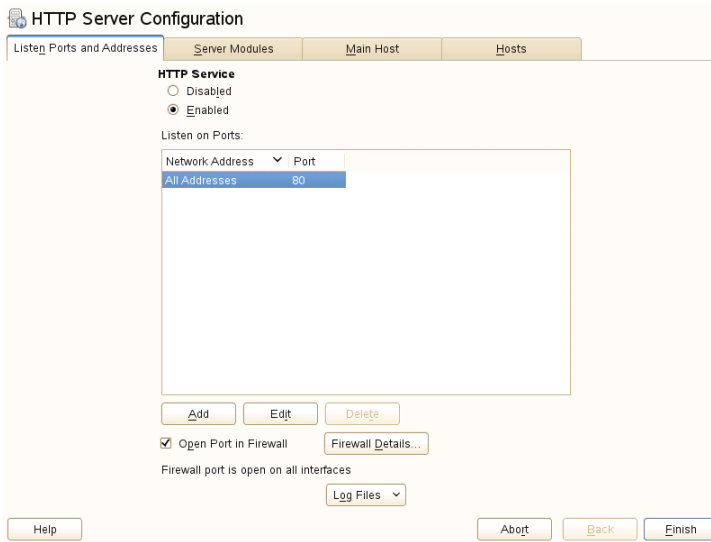 HTTP Server Configuration
Listen Ports and Addresses Server Modules Main Host Hosts
HTTP Service
Disabled
Enabled
Listen on Ports:
Network Address Port
All Addresses 80
Add Edit Delete
Open Port in Firewall Firewall Details...
Firewall port is open on all interfaces
Log Files
Help Abort Back Finish